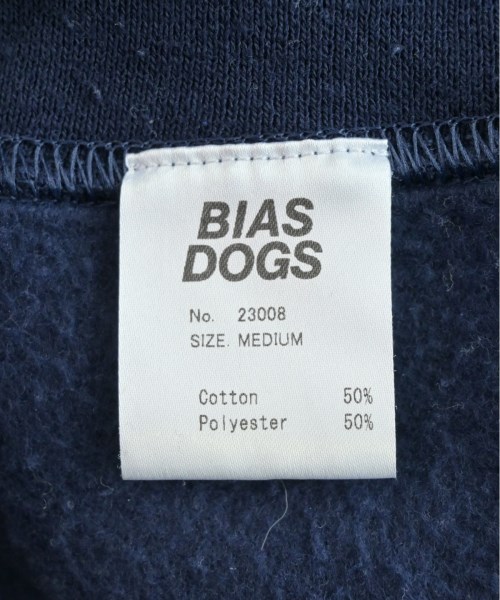 BIAS
DOGS
No. 23008
SIZE. MEDIUM
Cotton 50%
Polyester 50%